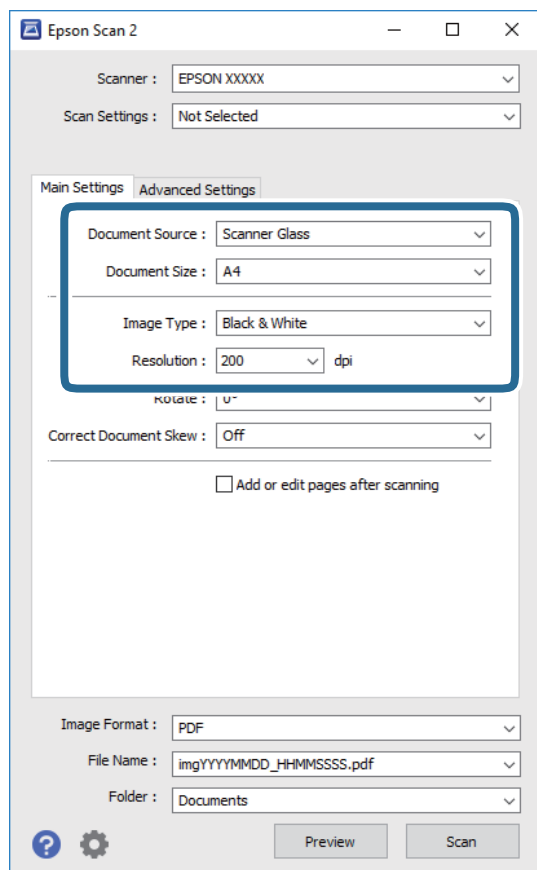 Epson Scan 2
Scanner : EPSON XXXXX
Scan Settings : Not Selected
Main Settings Advanced Settings
Document Source : Scanner Glass
Document Size : A4
Image Type : Black & White
Resolution : 200 dpi
Rotate : 0°
Correct Document Skew : Off
Add or edit pages after scanning
Image Format : PDF
File Name : imgYYYYMMDD_HHMMSSSS.pdf
Folder : Documents
? Preview Scan